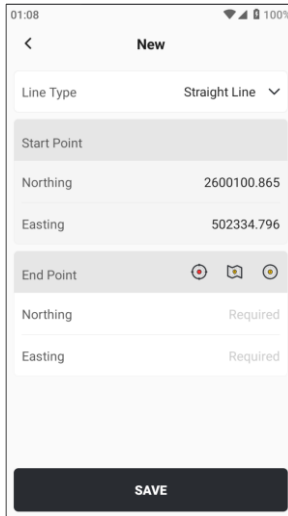 01:08 100%
New
Line Type Straight Line
Start Point
Northing 2600100.865
Easting 502334.796
End Point
Northing Required
Easting Required
SAVE